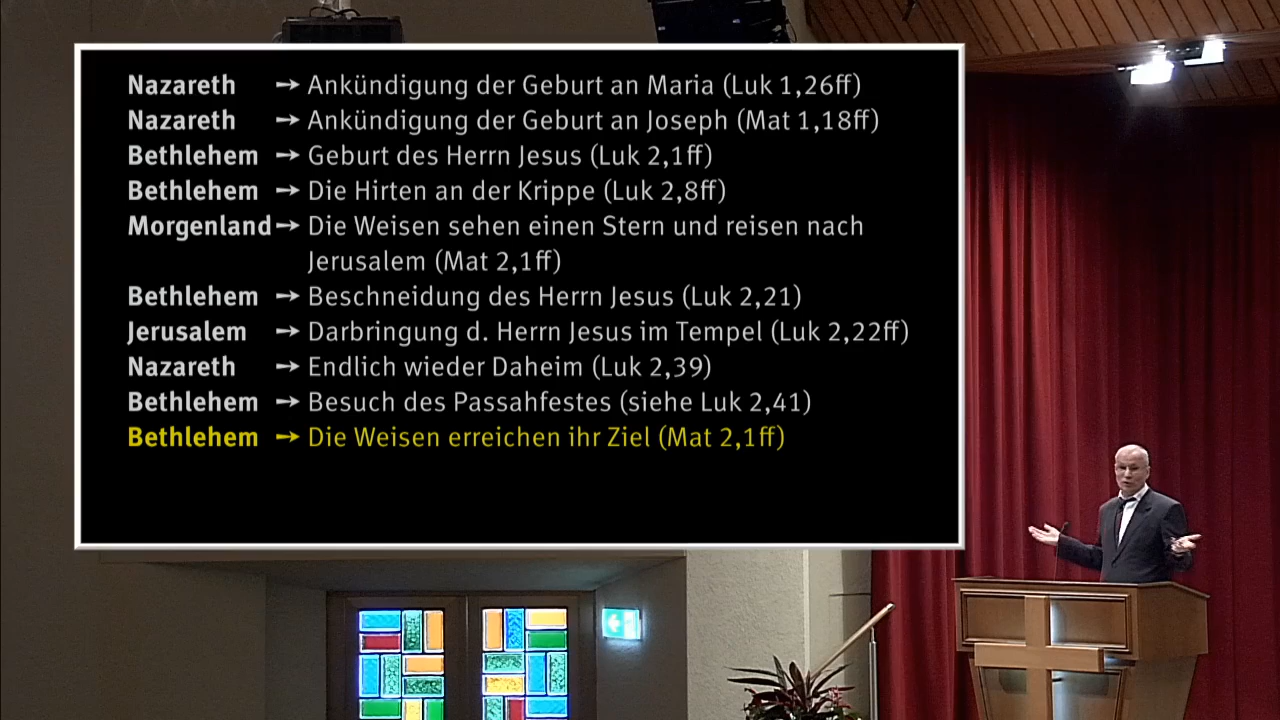 Nazareth → Ankündigung der Geburt an Maria (Luk 1,26ff)
Nazareth → Ankündigung der Geburt an Joseph (Mat 1,18ff)
Bethlehem → Geburt des Herrn Jesus (Luk 2,1ff)
Bethlehem → Die Hirten an der Krippe (Luk 2,8ff)
Morgenland → Die Weisen sehen einen Stern und reisen nach
Jerusalem (Mat 2,1ff)
Bethlehem → Beschneidung des Herrn Jesus (Luk 2,21)
Jerusalem → Darbringung d. Herrn Jesus im Tempel (Luk 2,22ff)
Nazareth → Endlich wieder Daheim (Luk 2,39)
Bethlehem → Besuch des Passahfestes (siehe Luk 2,41)
Bethlehem → Die Weisen erreichen ihr Ziel (Mat 2,1ff)